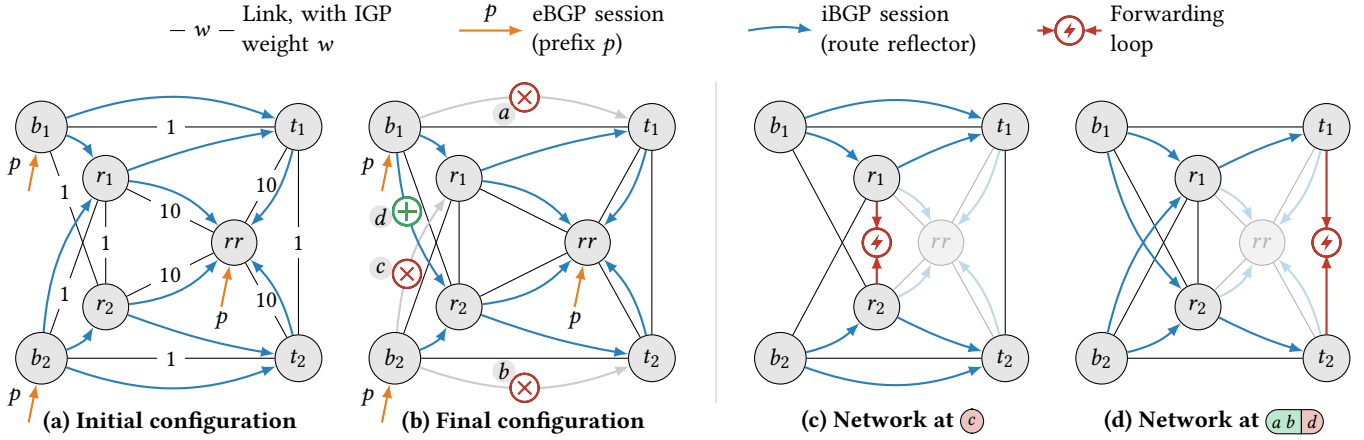 – w –
Link, with IGP
weight w
p
eBGP session
(prefix p)
iBGP session
(route reflector)
Forwarding
loop
b1
t1
1
p
r1
1
10
10
rr
1
1
1
10
10
r2
p
b2
t2
1
p
(a) Initial configuration
a
b1
t1
p
r1
d
rr
c
r2
p
b2
t2
b
p
(b) Final configuration
b1
t1
r1
rr
r2
b2
t2
(c) Network at c
b1
t1
r1
rr
r2
b2
t2
(d) Network at a b d